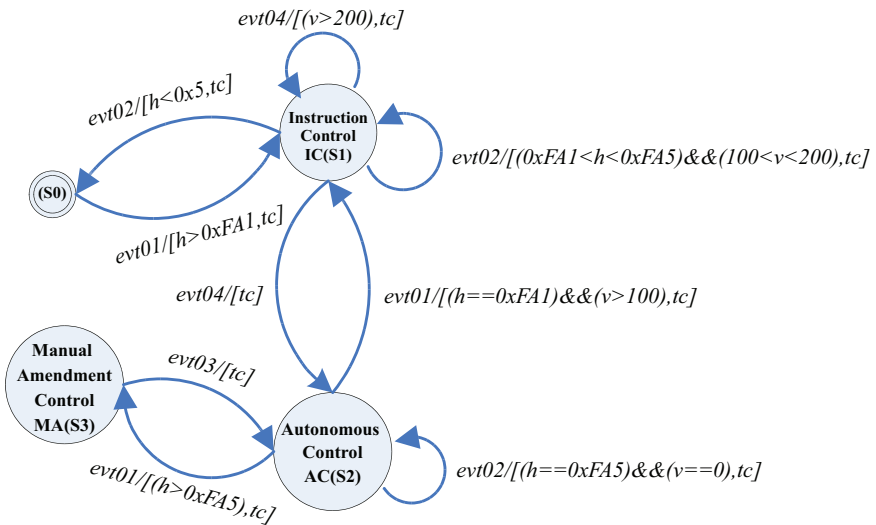 evt04/[(v>200),tc]
evt02/[h<0x5,tc]
Instruction
Control
IC(S1)
evt02/[(0xFA1<h<0xFA5)&&(100<v<200),tc]
(S0)
evt01/[h>0xFA1,tc]
evt04/[tc]
evt01/[(h==0xFA1)&&(v>100),tc]
Manual
Amendment
Control
MA(S3)
evt03/[tc]
Autonomous
Control
AC(S2)
evt01/[(h>0xFA5),tc]
evt02/[(h==0xFA5)&&(v==0),tc]